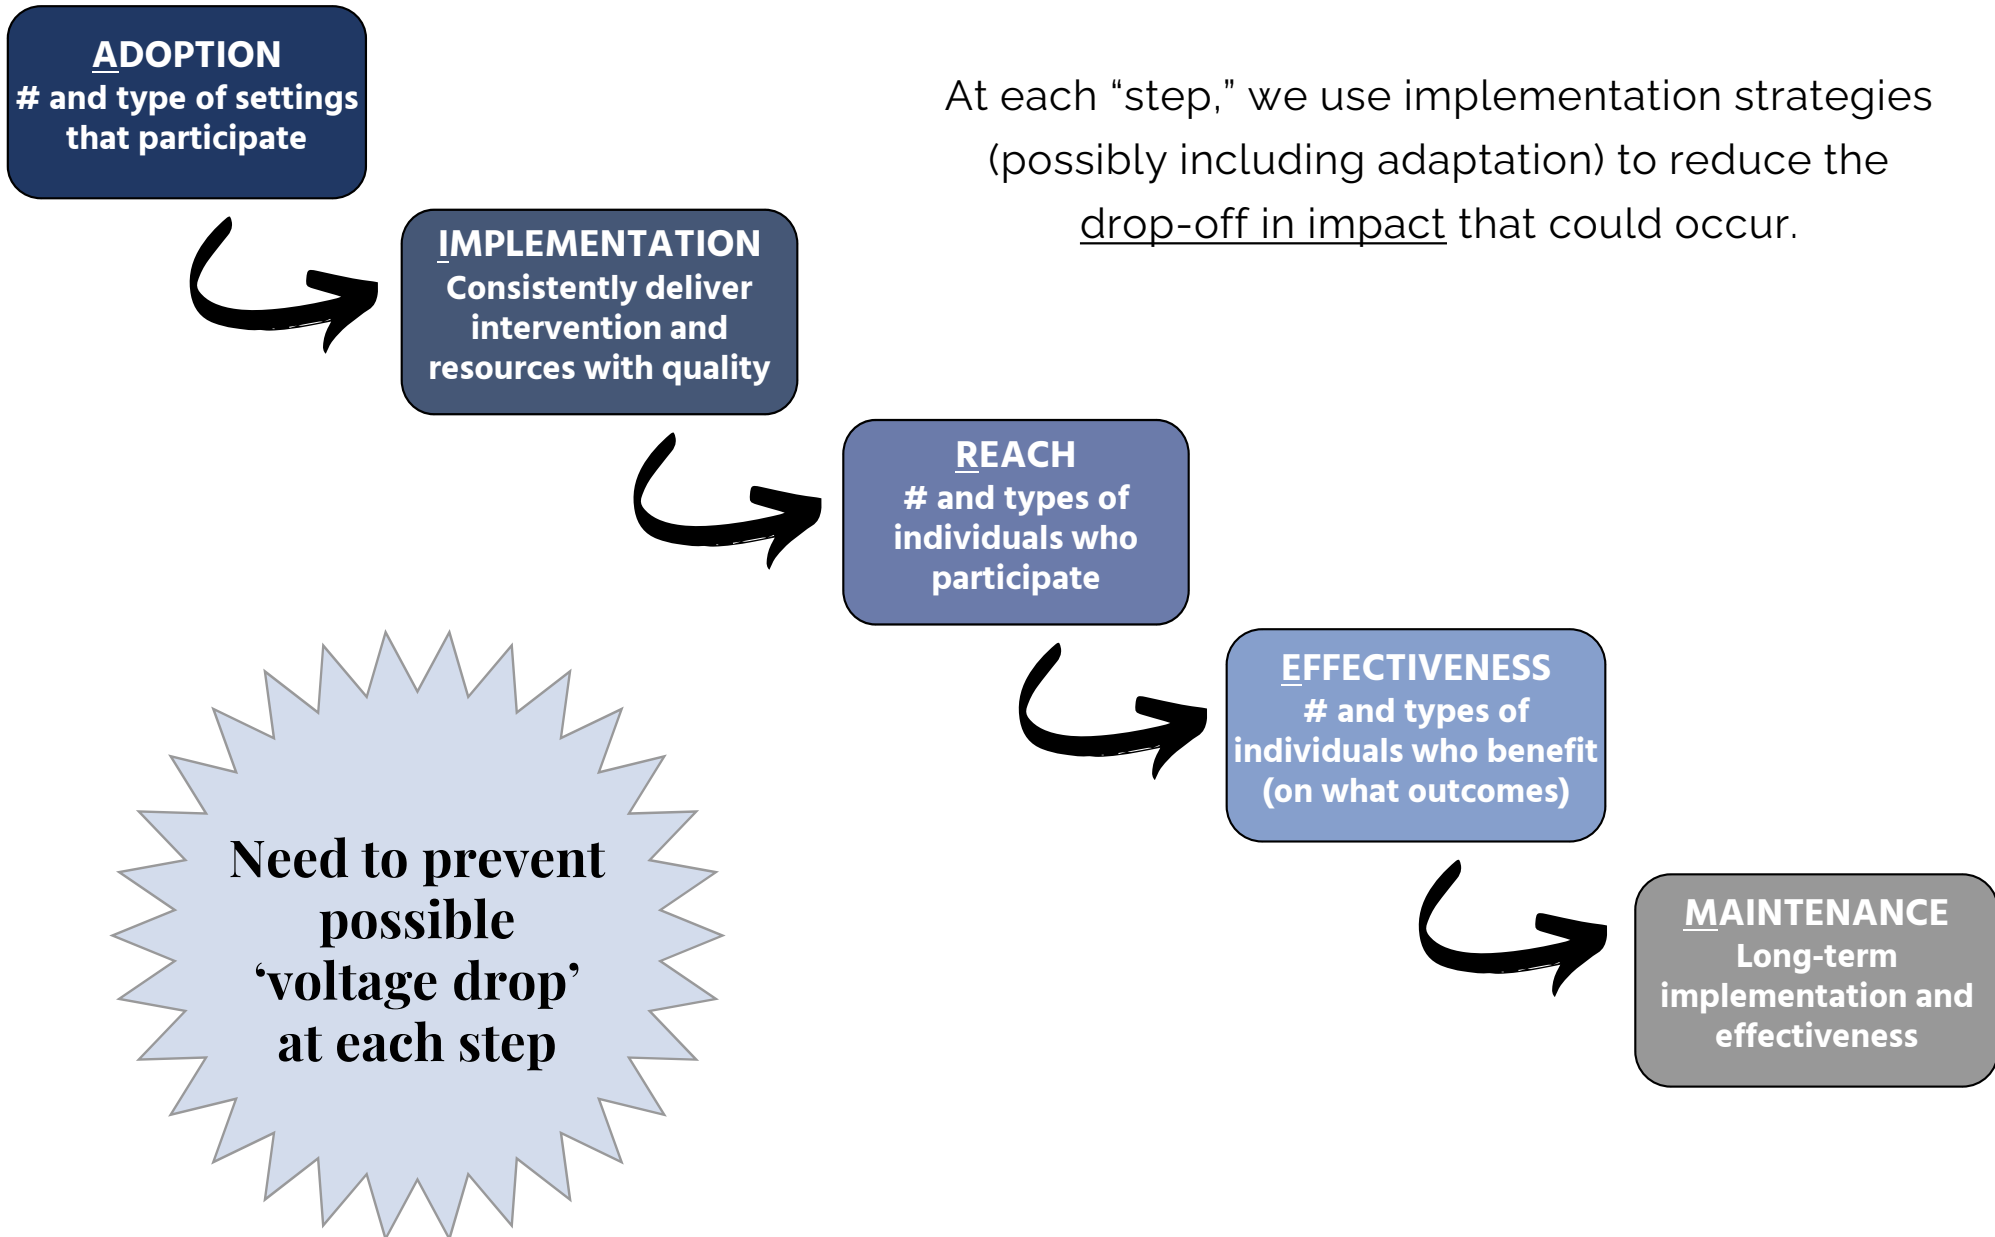 ADOPTION
# and type of settings
that participate
At each “step,” we use implementation strategies
(possibly including adaptation) to reduce the
drop-off in impact that could occur.
IMPLEMENTATION
Consistently deliver
intervention and
resources with quality
REACH
# and types of
individuals who
participate
EFFECTIVENESS
# and types of
individuals who benefit
(on what outcomes)
Need to prevent
possible
‘voltage drop’
at each step
MAINTENANCE
Long-term
implementation and
effectiveness